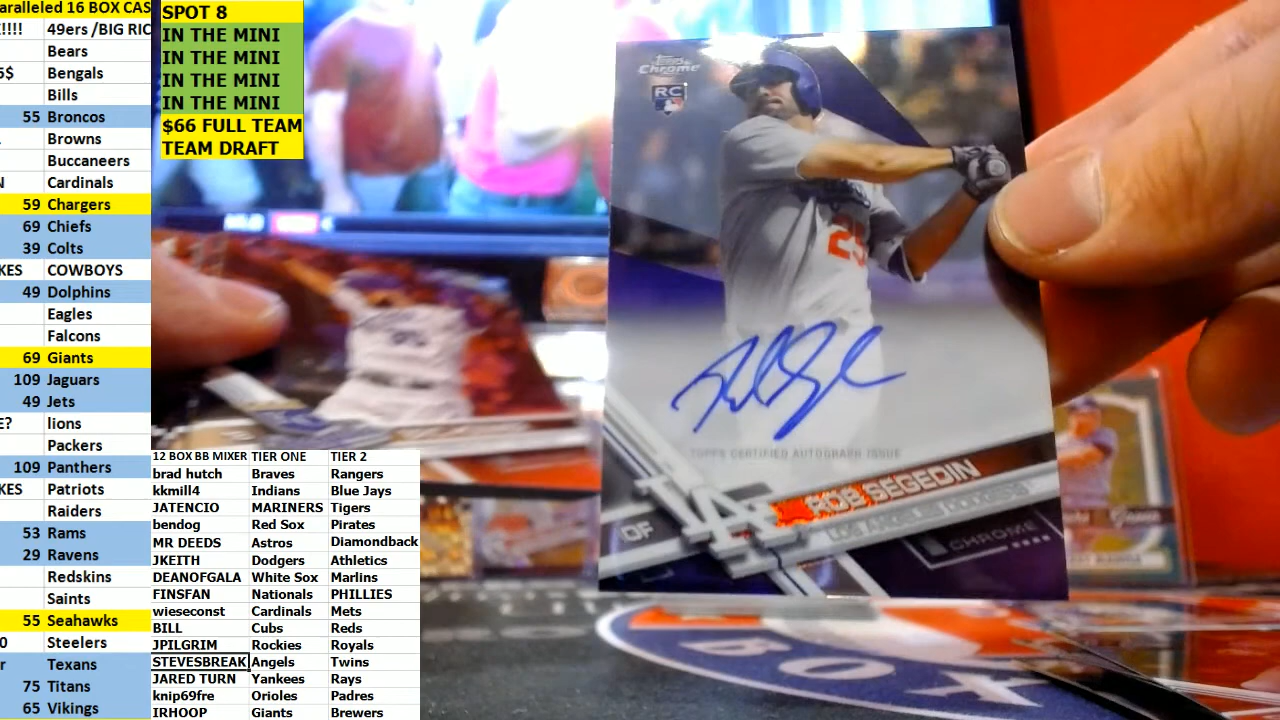 aralleled 16 BOX CAS
!!!! 49ers /BIG RIC
Bears
5$ Bengals
Bills
55 Broncos
Browns
Buccaneers
Cardinals
59 Chargers
69 Chiefs
39 Colts
KES COWBOYS
49 Dolphins
Eagles
Falcons
69 Giants
109 Jaguars
49 Jets
E? lions
Packers
109 Panthers
KES Patriots
Raiders
53 Rams
29 Ravens
Redskins
Saints
55 Seahawks
0 Steelers
r Texans
75 Titans
65 Vikings
SPOT 8
IN THE MINI
IN THE MINI
IN THE MINI
IN THE MINI
$66 FULL TEAM
TEAM DRAFT
12 BOX BB MIXER TIER ONE TIER 2
brad hutch Braves Rangers
kkmill4 Indians Blue Jays
JATENCIO MARINERS Tigers
bendog Red Sox Pirates
MR DEEDS Astros Diamondback
JKEITH Dodgers Athletics
DEANOFGALA White Sox Marlins
FINSFAN Nationals PHILLIES
wieseconst Cardinals Mets
BILL Cubs Reds
JPILGRIM Rockies Royals
STEVESBREAK Angels Twins
JARED TURN Yankees Rays
knip69fre Orioles Padres
IRHOOP Giants Brewers
Topps
Chrome
RC
25
TOPPS CERTIFIED AUTOGRAPH ISSUE
LA
OF
ROB SEGEDIN
LOS ANGELES DODGERS
CHROME
BOX